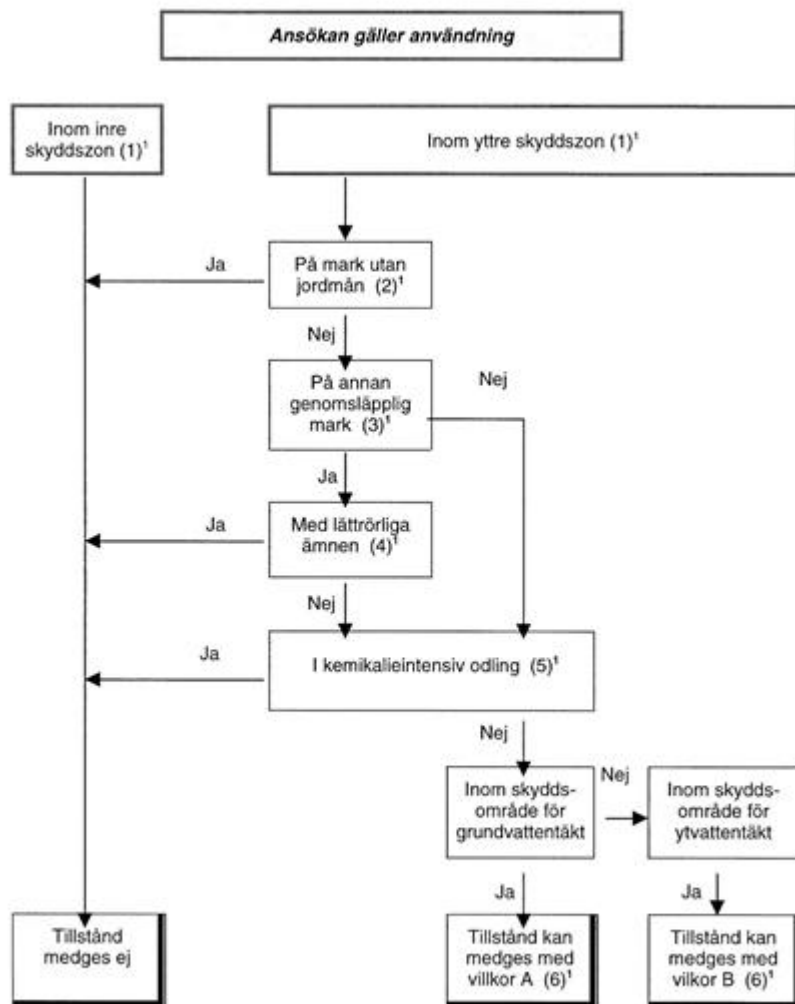 Ansökan gäller användning
Inom inre
skyddszon (1)¹
Inom yttre skyddszon (1)¹
Ja
På mark utan
jordmån (2)¹
Nej
På annan
genomsläpplig
mark (3)¹
Nej
Ja
Ja
Med lättrörliga
ämnen (4)¹
Nej
Ja
I kemikalieintensiv odling (5)¹
Nej
Inom skydds-
område för
grundvattentäkt
Nej
Inom skydds-
område för
ytvattentäkt
Ja
Ja
Tillstånd
medges ej
Tillstånd kan
medges med
villkor A (6)¹
Tillstånd kan
medges med
vilkor B (6)¹